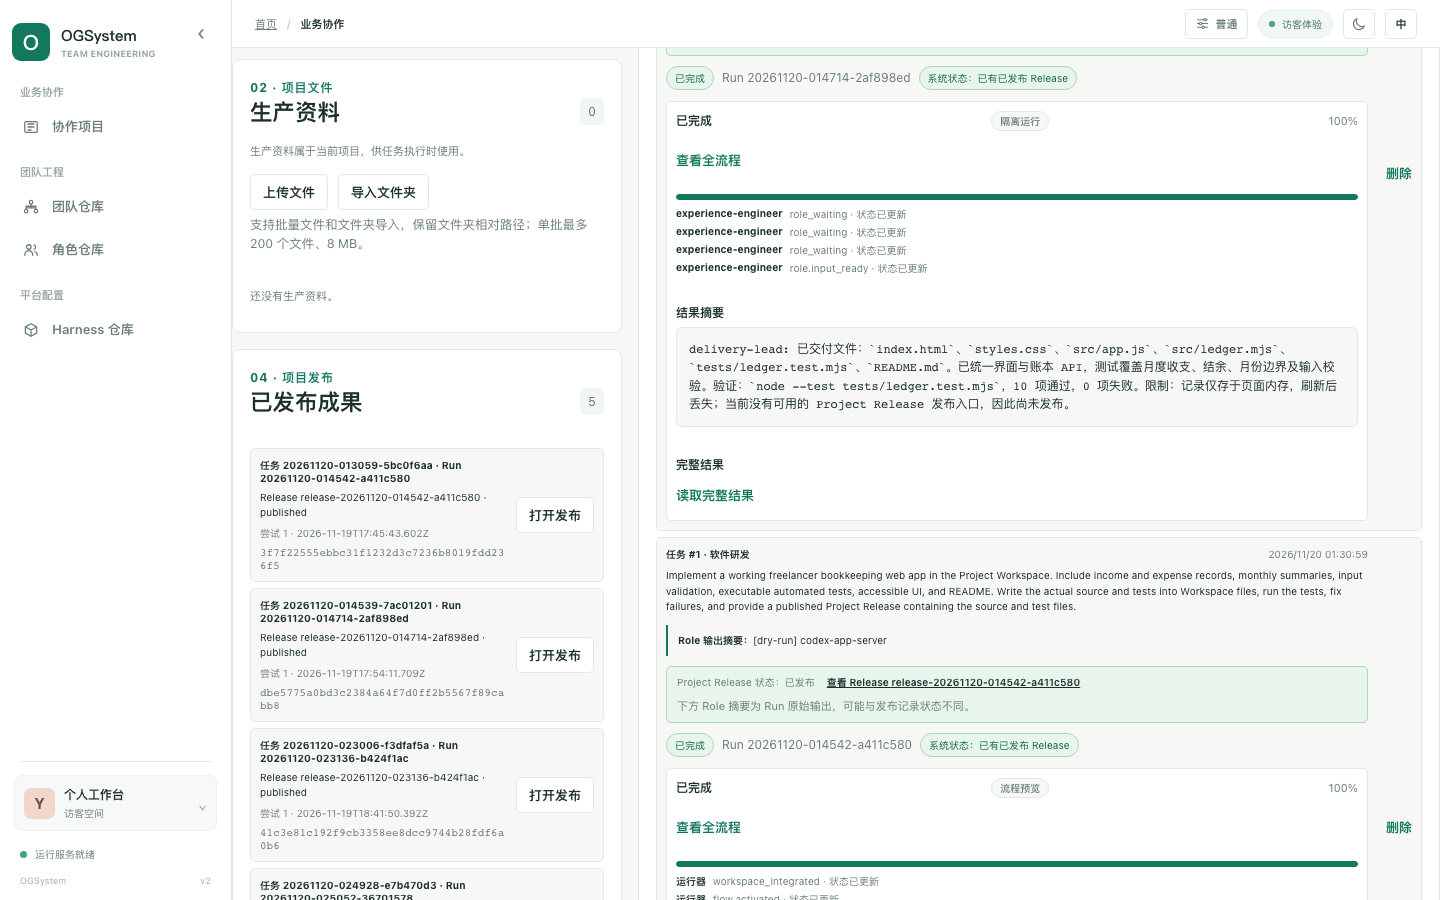 O
OGSystem
TEAM ENGINEERING
业务协作
协作项目
团队工程
团队仓库
角色仓库
平台配置
Harness 仓库
Y
个人工作台
访客空间
运行服务就绪
OGSystem
v2
首页 / 业务协作
普通
访客体验
中
02 · 项目文件
生产资料
0
生产资料属于当前项目，供任务执行时使用。
上传文件
导入文件夹
支持批量文件和文件夹导入，保留文件夹相对路径；单批最多
200 个文件、8 MB。
还没有生产资料。
04 · 项目发布
已发布成果
5
任务 20261120-013059-5bc0f6aa · Run
20261120-014542-a411c580
Release release-20261120-014542-a411c580 ·
published
尝试 1 · 2026-11-19T17:45:43.602Z
3f7f22555ebbc31f1232d3c7236b8019fdd23
6f5
打开发布
任务 20261120-014539-7ac01201 · Run
20261120-014714-2af898ed
Release release-20261120-014714-2af898ed ·
published
尝试 1 · 2026-11-19T17:54:11.709Z
dbe5775a0bd3c2384a64f7d0ff2b5567f89ca
bb8
打开发布
任务 20261120-023006-f3dfaf5a · Run
20261120-023136-b424f1ac
Release release-20261120-023136-b424f1ac ·
published
尝试 1 · 2026-11-19T18:41:50.392Z
41c3e81c192f9cb3358ee8dcc9744b28fdf6a
0b6
打开发布
任务 20261120-024928-e7b470d3 · Run
20261120-025052-36701578
已完成
Run 20261120-014714-2af898ed
系统状态：已有已发布 Release
已完成
隔离运行
100%
查看全流程
删除
experience-engineer role_waiting · 状态已更新
experience-engineer role_waiting · 状态已更新
experience-engineer role_waiting · 状态已更新
experience-engineer role.input_ready · 状态已更新
结果摘要
delivery-lead: 已交付文件：`index.html`、`styles.css`、`src/app.js`、`src/ledger.mjs`、
`tests/ledger.test.mjs`、`README.md`。已统一界面与账本 API，测试覆盖月度收支、结余、月份边界及输入校
验。验证：`node --test tests/ledger.test.mjs`，10 项通过，0 项失败。限制：记录仅存于页面内存，刷新后
丢失；当前没有可用的 Project Release 发布入口，因此尚未发布。
完整结果
读取完整结果
任务 #1 · 软件研发
2026/11/20 01:30:59
Implement a working freelancer bookkeeping web app in the Project Workspace. Include income and expense records, monthly summaries, input
validation, executable automated tests, accessible UI, and README. Write the actual source and tests into Workspace files, run the tests, fix
failures, and provide a published Project Release containing the source and test files.
Role 输出摘要： [dry-run] codex-app-server
Project Release 状态：已发布 查看 Release release-20261120-014542-a411c580
下方 Role 摘要为 Run 原始输出，可能与发布记录状态不同。
已完成
Run 20261120-014542-a411c580
系统状态：已有已发布 Release
已完成
流程预览
100%
查看全流程
删除
运行器 workspace_integrated · 状态已更新
运行器 flow.activated · 状态已更新